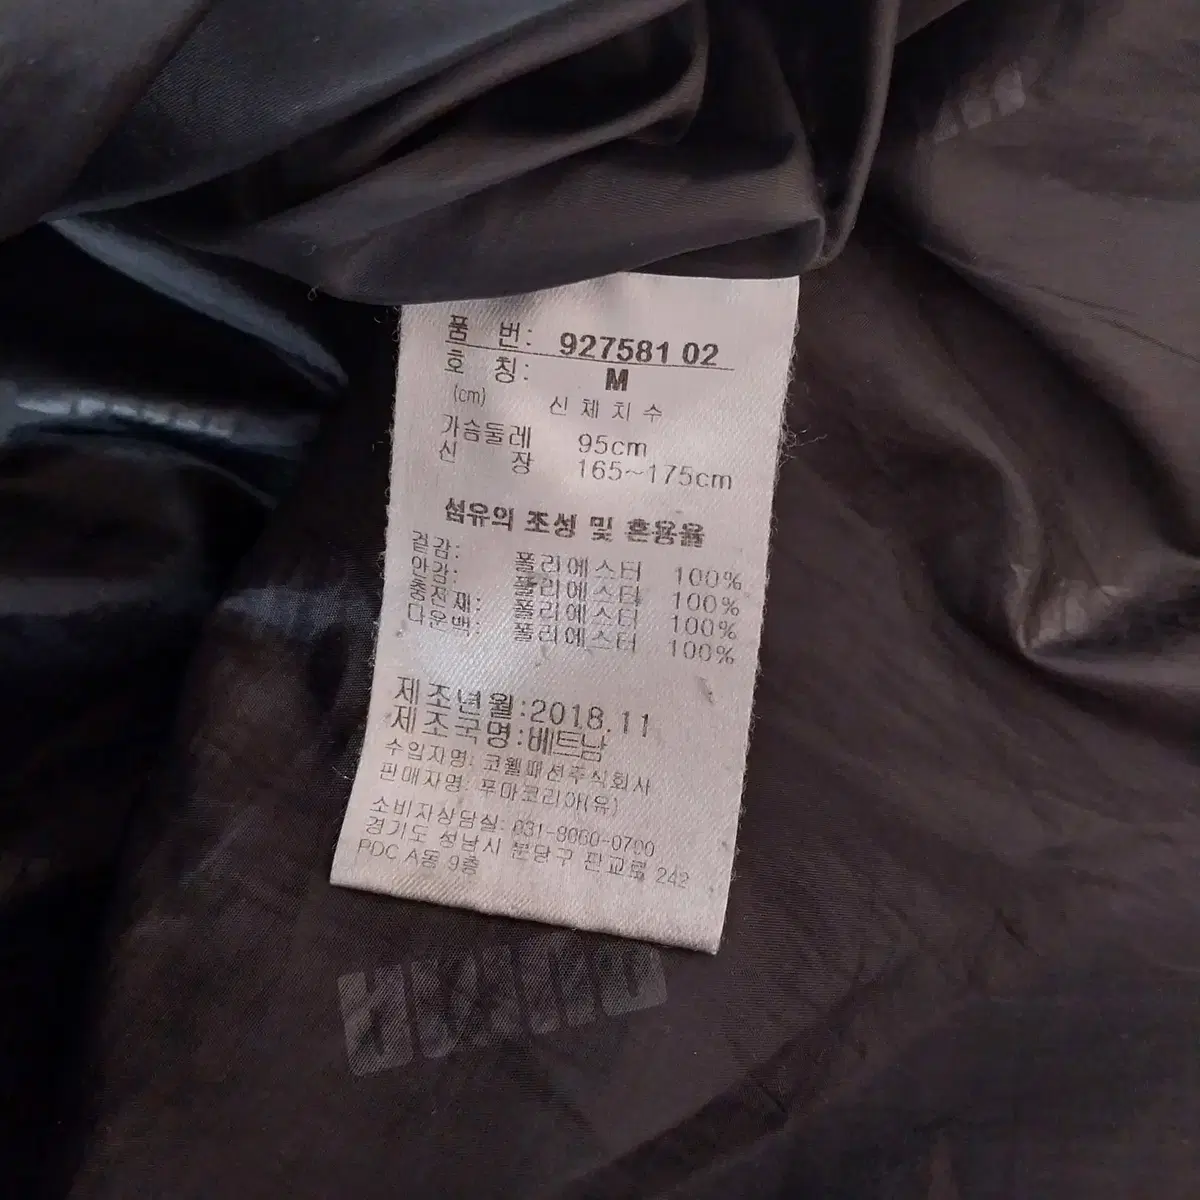 품 번: 927581 02
호 칭: M
(cm) 신체치수
가슴둘레 95cm
신 장 165~175cm
섬유의 조성 및 혼용율
겉감: 폴리에스터 100%
안감: 폴리에스터 100%
충전재: 폴리에스터 100%
다운백: 폴리에스터 100%
제조년월:2018.11
제조국명:베트남
수입자명: 코웰패션주식회사
판매자명: 푸마코리아(유)
소비자상담실: 031-8060-0700
경기도 성남시 분당구 판교로 242
PDC A동 9층